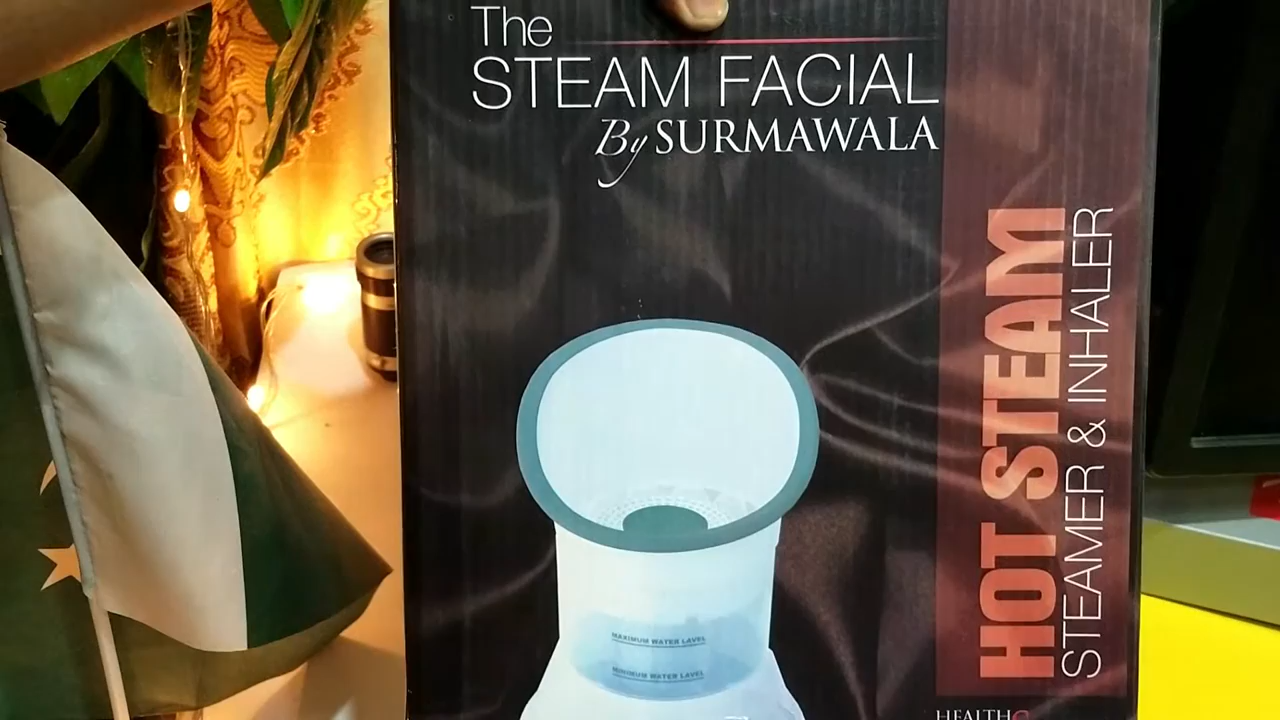 The
STEAM FACIAL
By SURMAWALA
HOT STEAM
STEAMER & INHALER
MAXIMUM WATER LAVEL
MINIMUM WATER LAVEL